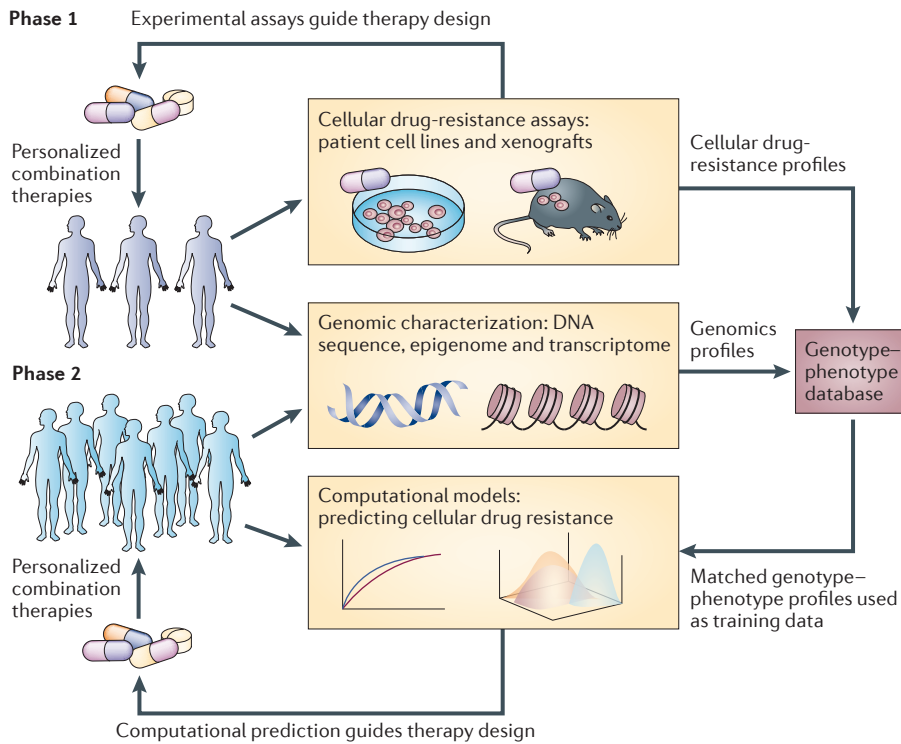 Phase 1
Experimental assays guide therapy design
Personalized
combination
therapies
Cellular drug-resistance assays:
patient cell lines and xenografts
Cellular drug-
resistance profiles
Genomic characterization: DNA
sequence, epigenome and transcriptome
Genomics
profiles
Genotype–
phenotype
database
Phase 2
Computational models:
predicting cellular drug resistance
Matched genotype–
phenotype profiles used
as training data
Personalized
combination
therapies
Computational prediction guides therapy design